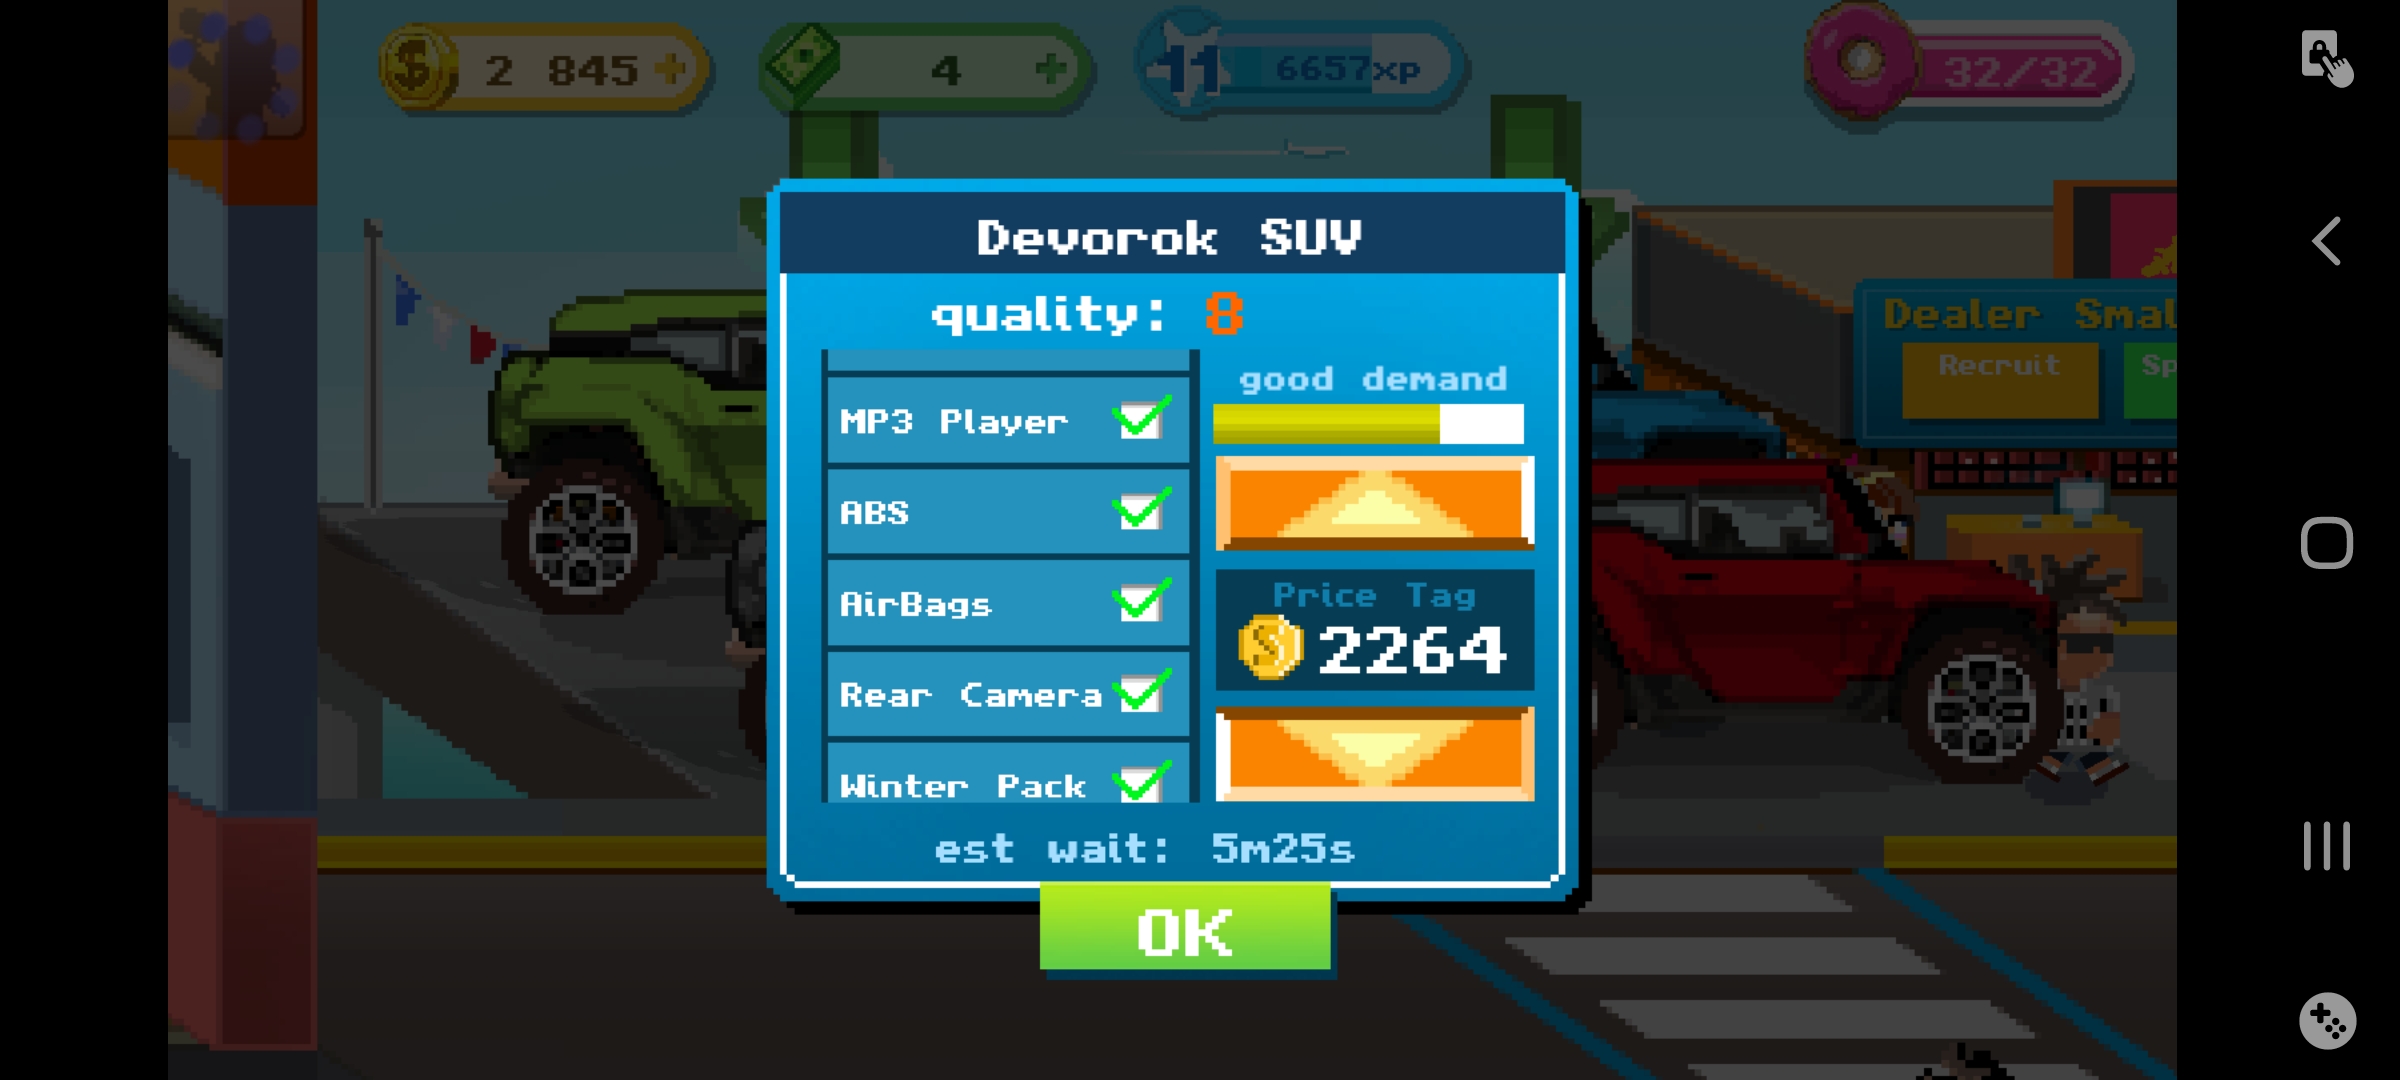 2 845
4
11
6657xp
32/32
Devorok SUV
quality: 8
good demand
MP3 Player
ABS
AirBags
Rear Camera
Winter Pack
Price Tag
2264
est wait: 5m25s
OK
Dealer Smal
Recruit
Sp